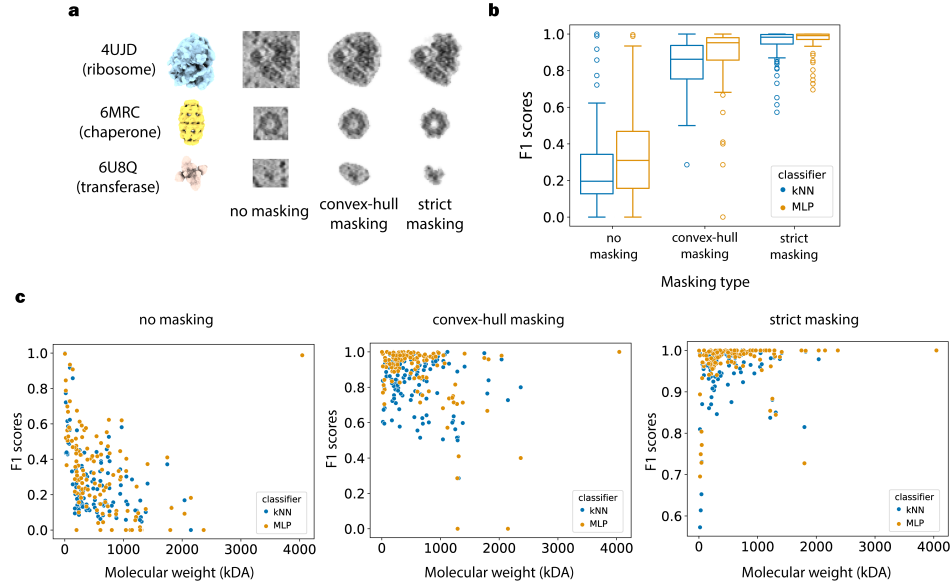 a
4UJD
(ribosome)
6MRC
(chaperone)
6U8Q
(transferase)
no masking
convex-hull
masking
strict
masking
b
F1 scores
1.0
0.8
0.6
0.4
0.2
0.0
classifier
kNN
MLP
no
masking
convex-hull
masking
strict
masking
Masking type
c
no masking
F1 scores
1.0
0.8
0.6
0.4
0.2
0.0
classifier
kNN
MLP
0
1000
2000
3000
4000
Molecular weight (kDA)
convex-hull masking
F1 scores
1.0
0.8
0.6
0.4
0.2
0.0
classifier
kNN
MLP
0
1000
2000
3000
4000
Molecular weight (kDA)
strict masking
F1 scores
1.0
0.9
0.8
0.7
0.6
classifier
kNN
MLP
0
1000
2000
3000
4000
Molecular weight (kDA)